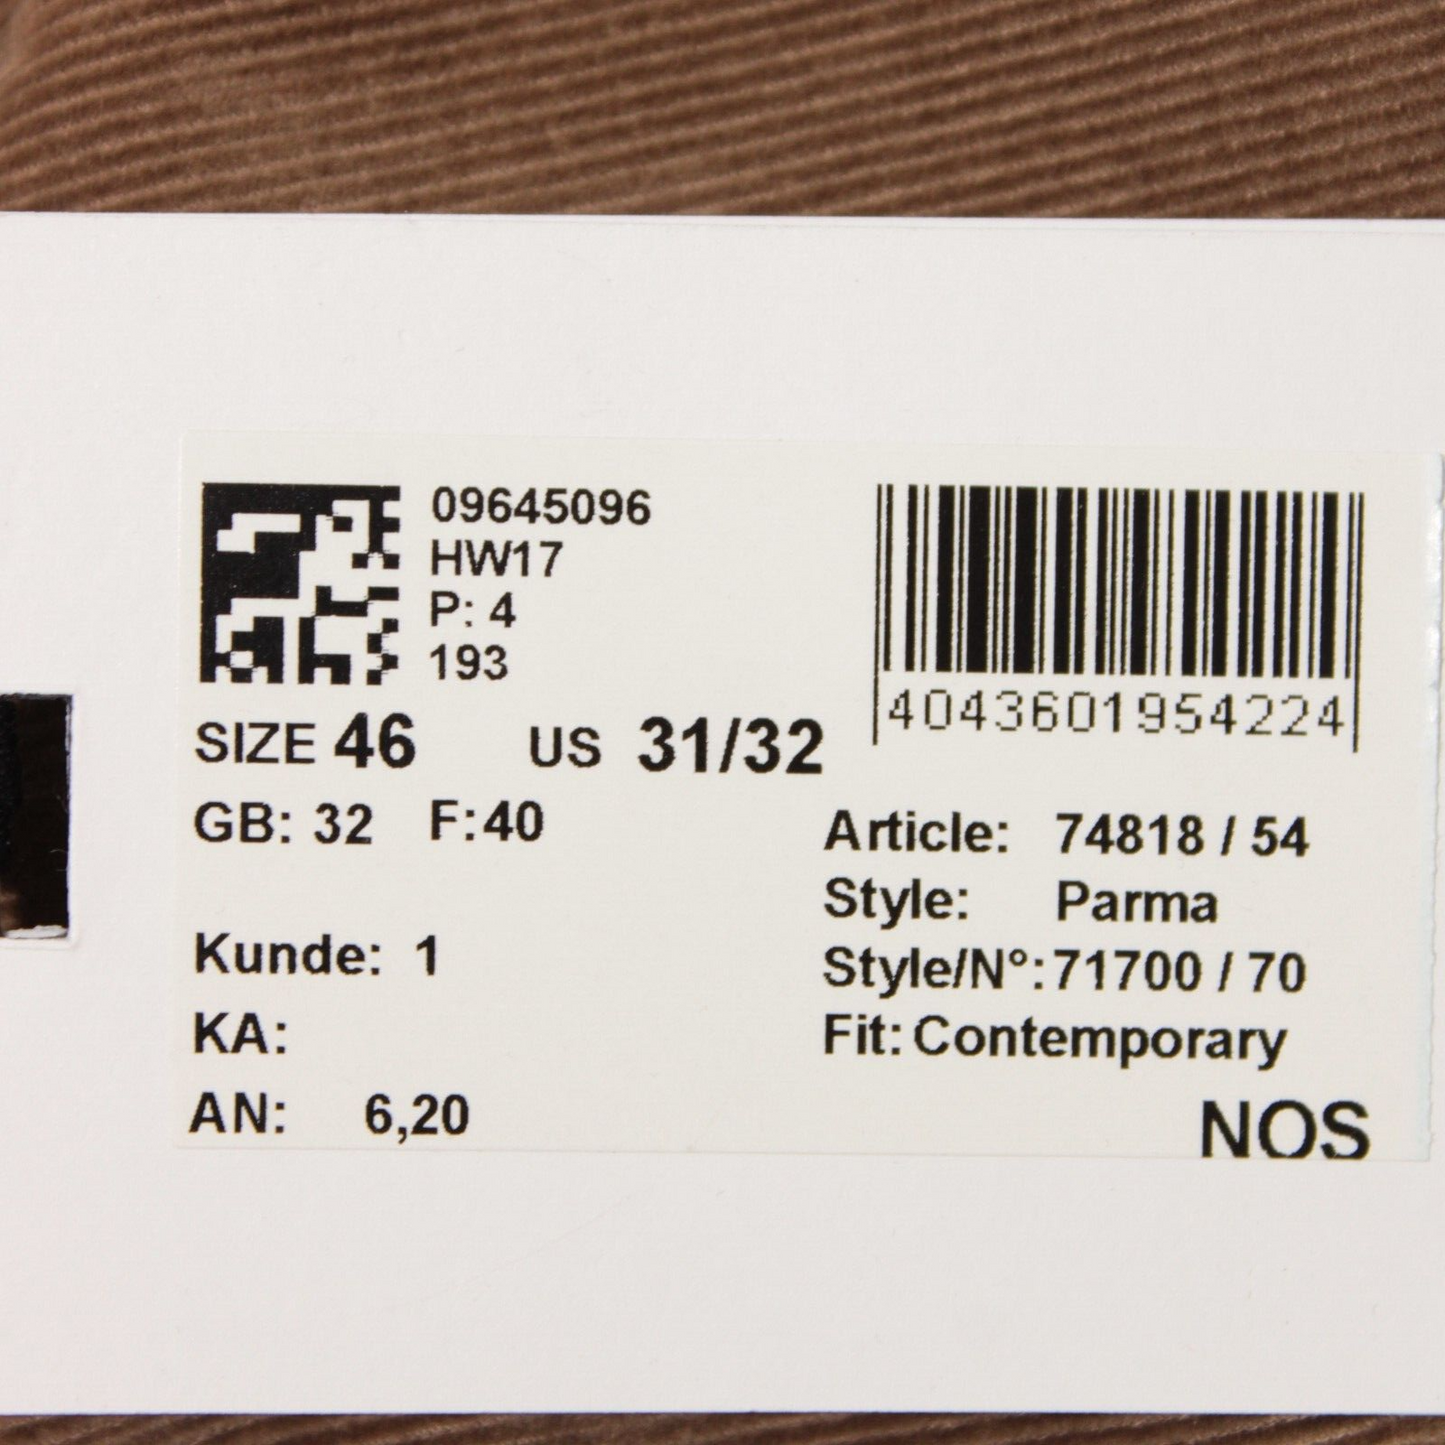 09645096
HW17
P: 4
193
4043601954224
SIZE 46 US 31/32
GB: 32 F:40
Article: 74818 / 54
Style: Parma
Style/N°:71700 / 70
Fit: Contemporary
Kunde: 1
KA:
AN: 6,20
NOS